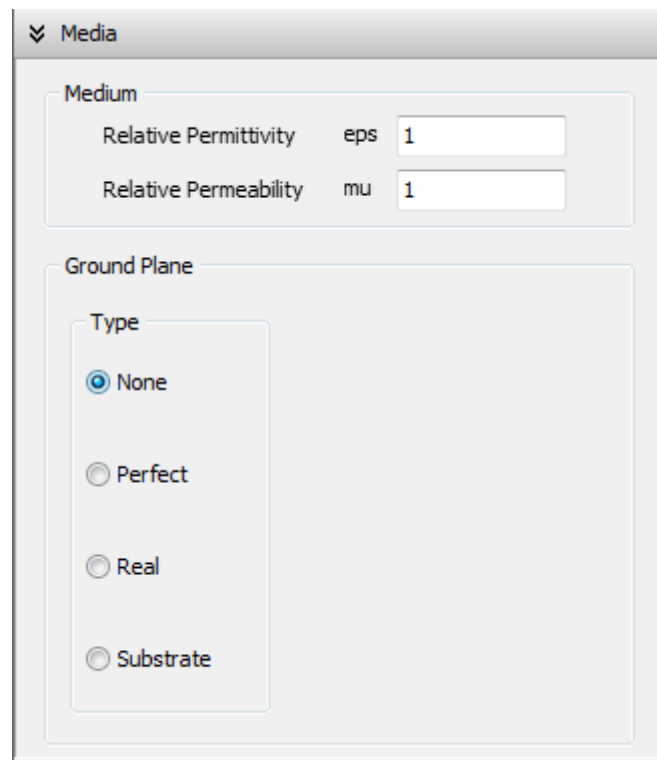 Media
Medium
Relative Permittivity eps 1
Relative Permeability mu 1
Ground Plane
Type
None
Perfect
Real
Substrate